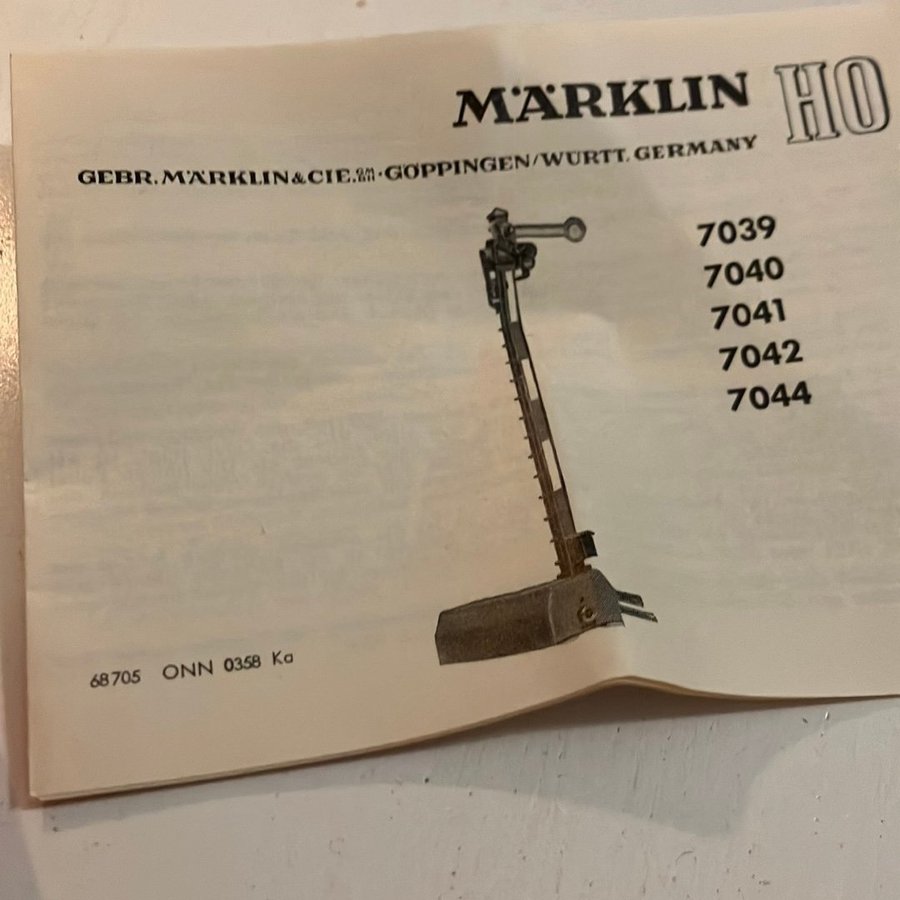 MÄRKLIN HO
GEBR. MÄRKLIN & CIE. GMBH · GÖPPINGEN/WÜRTT. GERMANY
7039
7040
7041
7042
7044
68705 ONN 0358 Ka